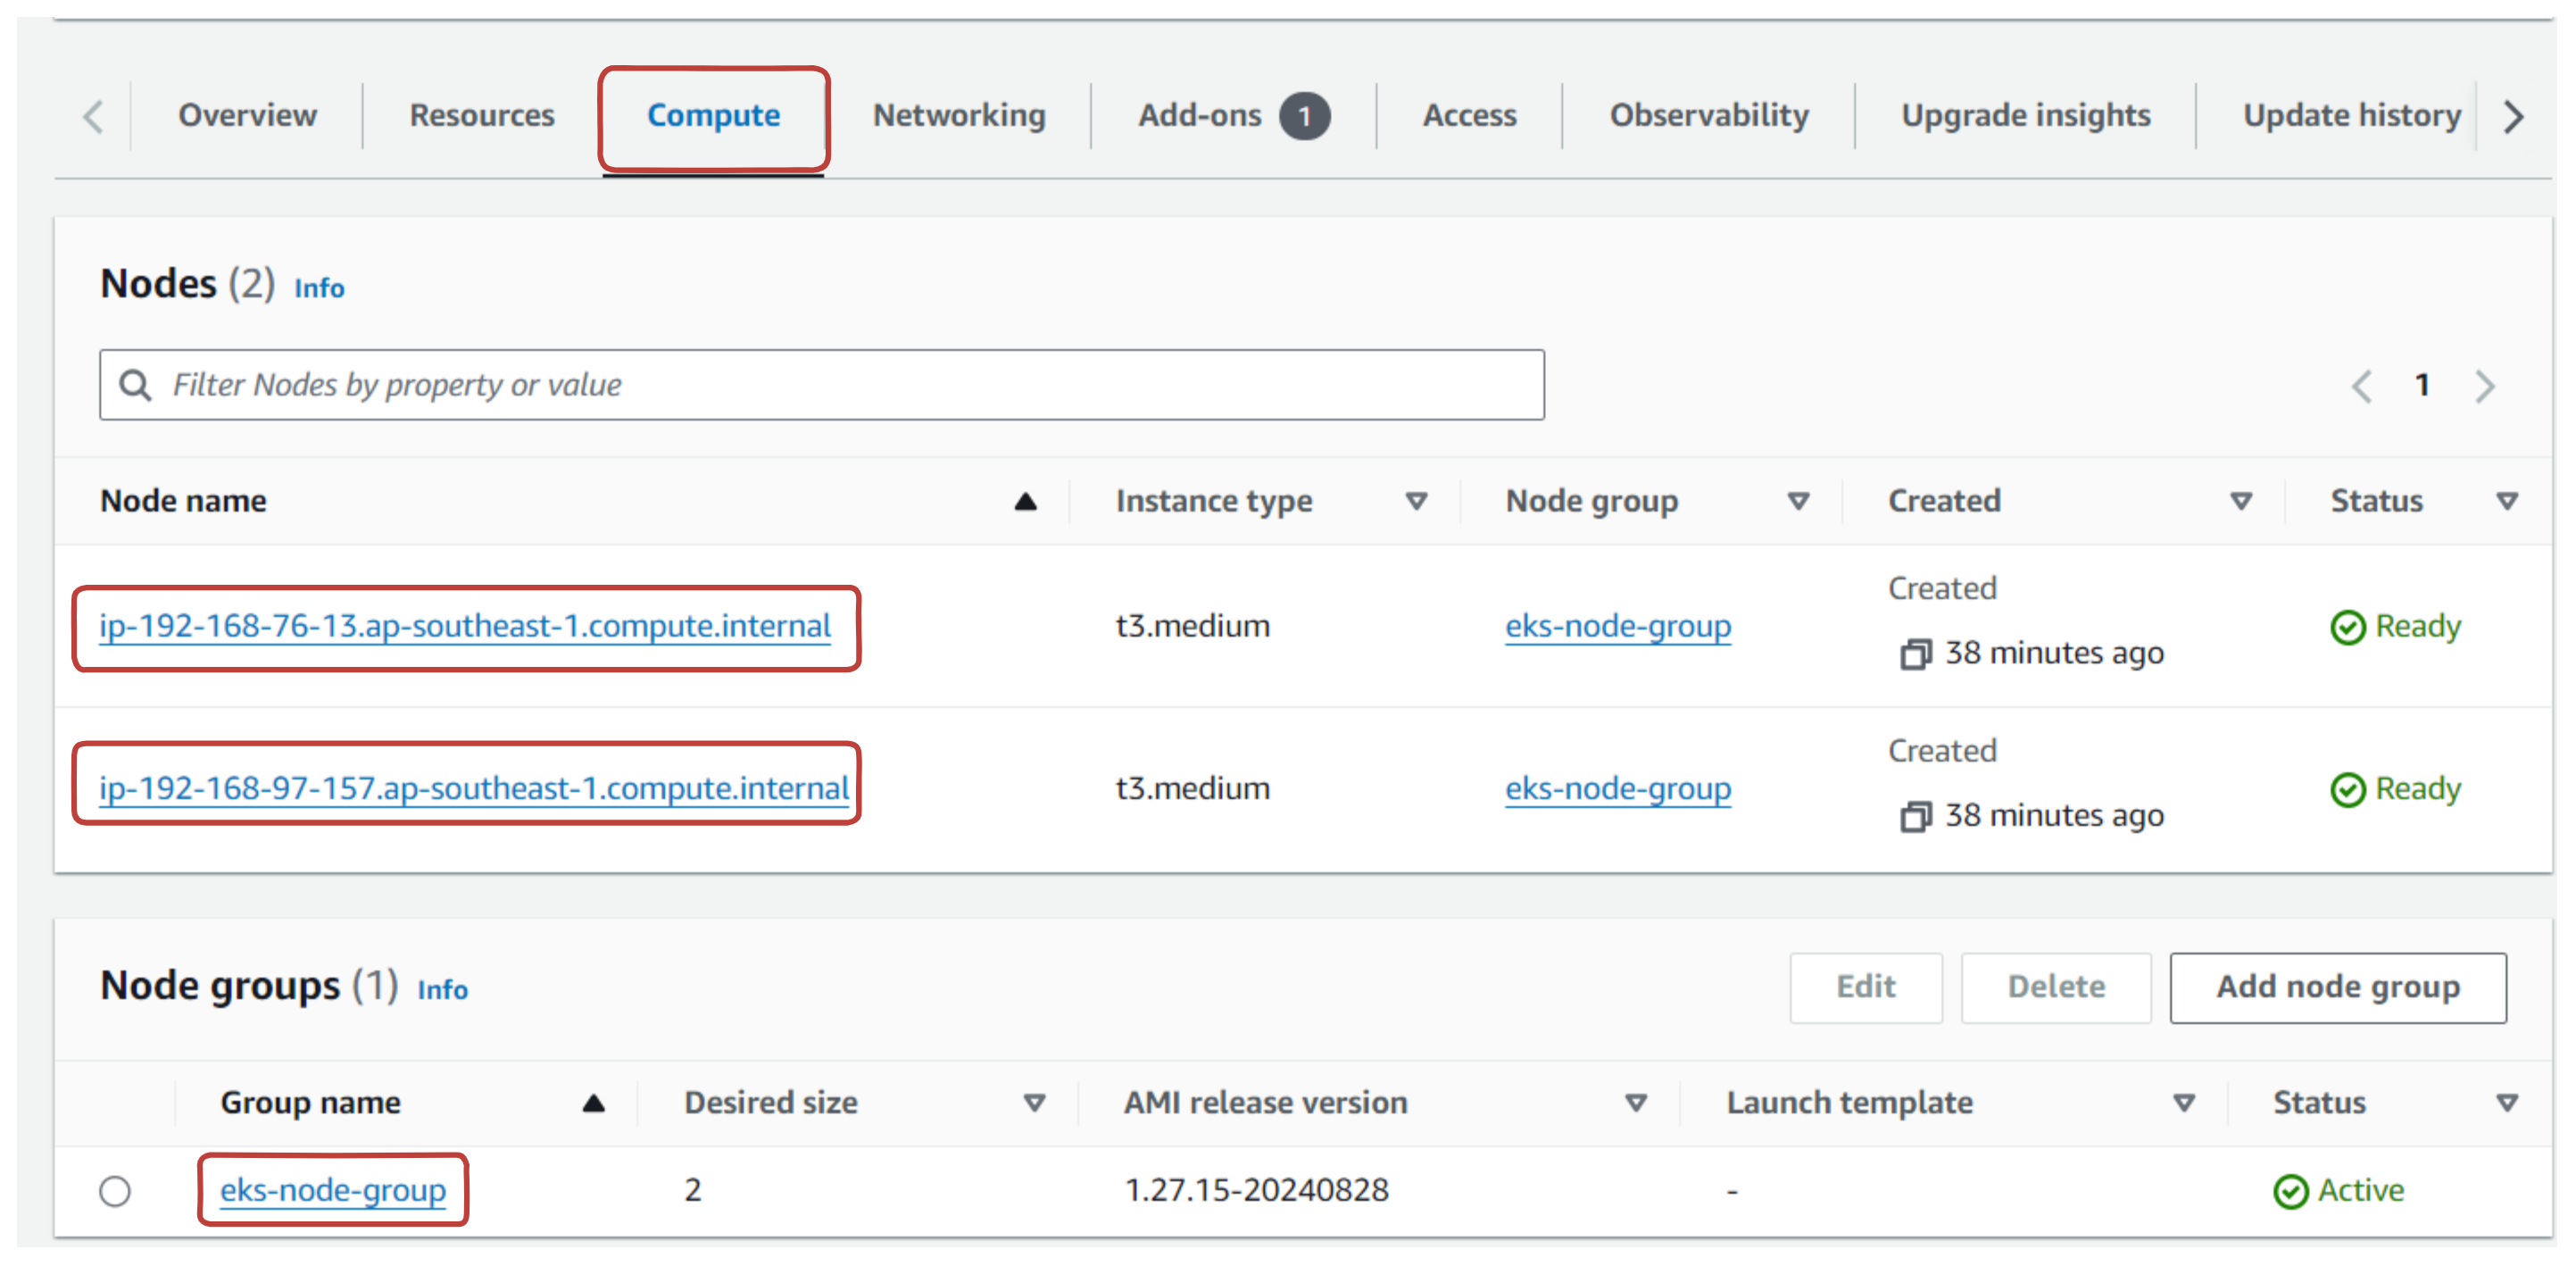 Overview Resources Compute Networking Add-ons 1 Access Observability Upgrade insights Update history
Nodes (2) Info
Filter Nodes by property or value 1
Node name Instance type Node group Created Status
ip-192-168-76-13.ap-southeast-1.compute.internal t3.medium eks-node-group Created 38 minutes ago Ready
ip-192-168-97-157.ap-southeast-1.compute.internal t3.medium eks-node-group Created 38 minutes ago Ready
Node groups (1) Info Edit Delete Add node group
Group name Desired size AMI release version Launch template Status
eks-node-group 2 1.27.15-20240828 - Active